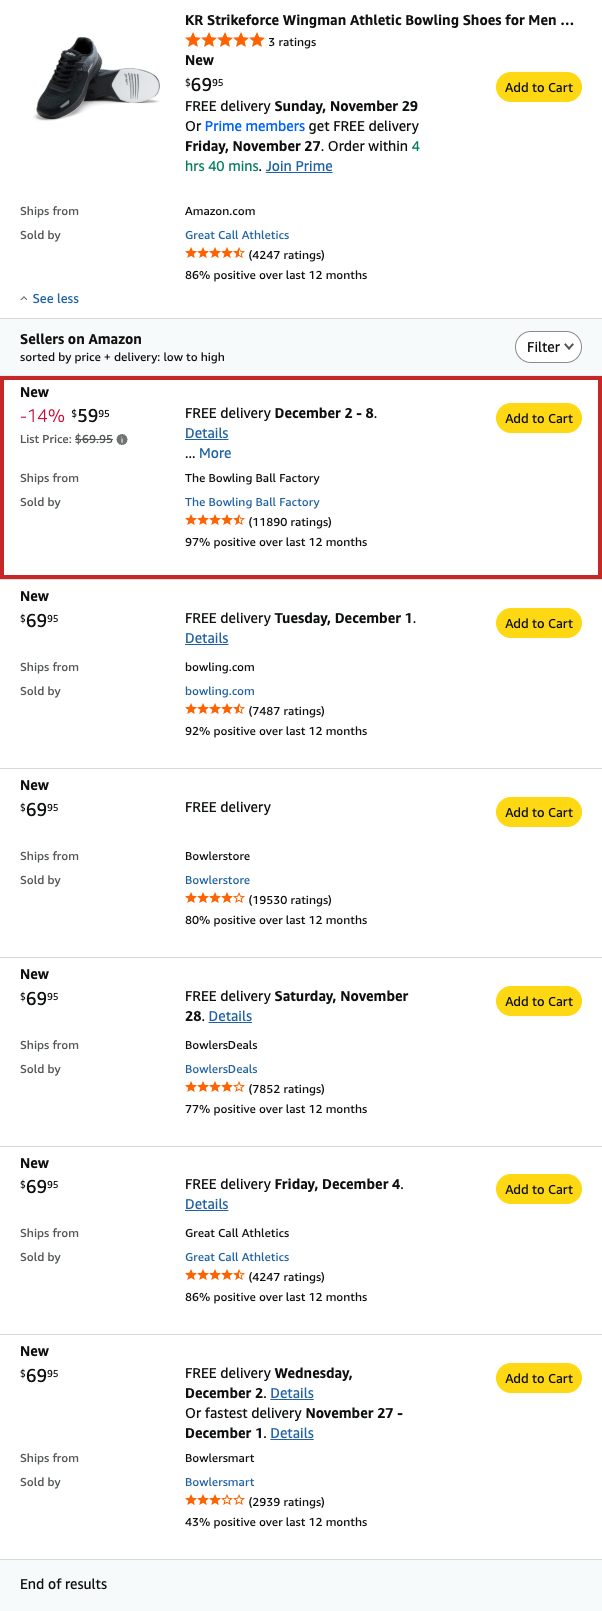 KR Strikeforce Wingman Athletic Bowling Shoes for Men ...
3 ratings
New
$69 95
Add to Cart
FREE delivery Sunday, November 29
Or Prime members get FREE delivery
Friday, November 27. Order within 4
hrs 40 mins. Join Prime
Ships from Amazon.com
Sold by Great Call Athletics
(4247 ratings)
86% positive over last 12 months
See less
Sellers on Amazon
sorted by price + delivery: low to high
Filter
New
-14% $59 95
FREE delivery December 2 - 8.
Add to Cart
List Price: $69.95
Details
... More
Ships from The Bowling Ball Factory
Sold by The Bowling Ball Factory
(11890 ratings)
97% positive over last 12 months
New
$69 95
FREE delivery Tuesday, December 1.
Add to Cart
Details
Ships from bowling.com
Sold by bowling.com
(7487 ratings)
92% positive over last 12 months
New
$69 95
FREE delivery
Add to Cart
Ships from Bowlerstore
Sold by Bowlerstore
(19530 ratings)
80% positive over last 12 months
New
$69 95
FREE delivery Saturday, November
28. Details
Add to Cart
Ships from BowlersDeals
Sold by BowlersDeals
(7852 ratings)
77% positive over last 12 months
New
$69 95
FREE delivery Friday, December 4.
Add to Cart
Details
Ships from Great Call Athletics
Sold by Great Call Athletics
(4247 ratings)
86% positive over last 12 months
New
$69 95
FREE delivery Wednesday,
December 2. Details
Add to Cart
Or fastest delivery November 27 -
December 1. Details
Ships from Bowlersmart
Sold by Bowlersmart
(2939 ratings)
43% positive over last 12 months
End of results